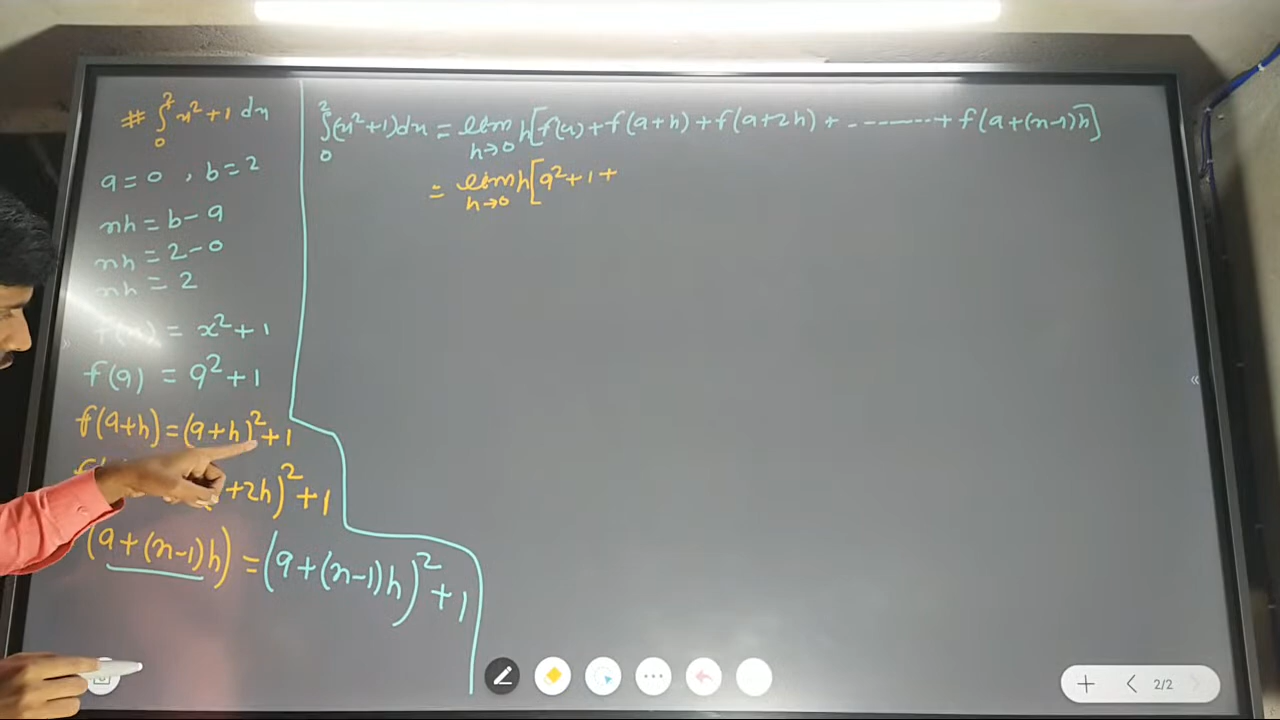 # ∫₀² x²+1 dx
a=0 , b=2
nh = b-a
nh = 2-0
nh = 2
f(x) = x²+1
f(a) = a²+1
f(a+h)=(a+h)²+1
+2h)²+1
(a+(n-1)h) =(a+(n-1)h)²+1
∫₀²(x²+1)dx = lim h→0 h[f(a)+f(a+h)+f(a+2h)+---------+f(a+(n-1)h)]
= lim h→0 h[a²+1+
2/2